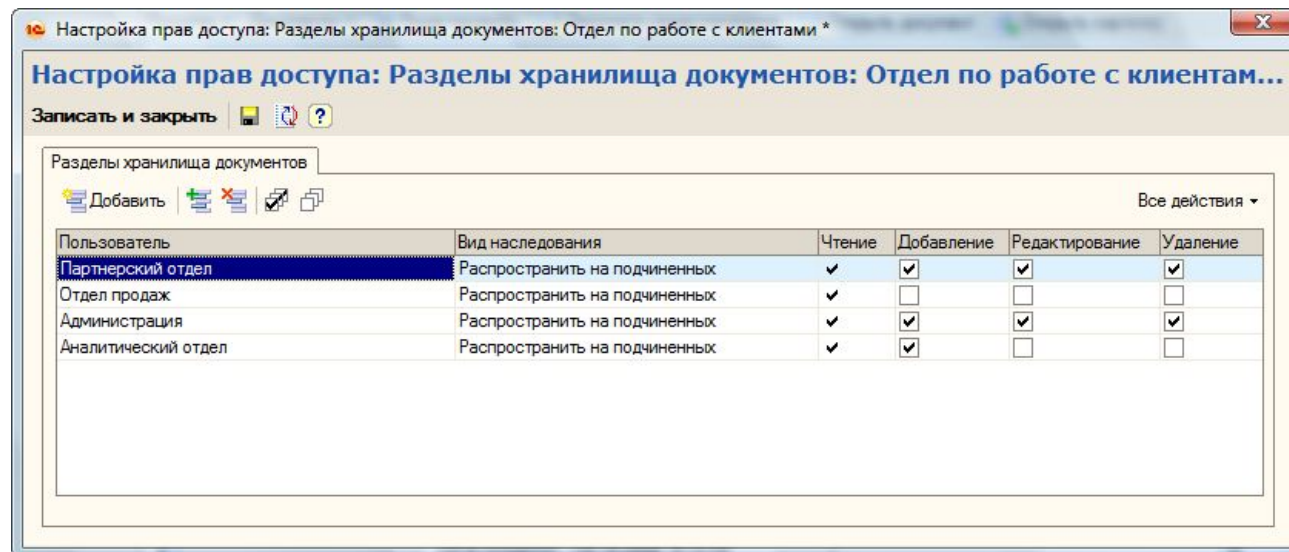 1С Настройка прав доступа: Разделы хранилища документов: Отдел по работе с клиентами *
Настройка прав доступа: Разделы хранилища документов: Отдел по работе с клиентам...
Записать и закрыть ?
Разделы хранилища документов
Добавить Все действия
Пользователь Вид наследования Чтение Добавление Редактирование Удаление
Партнерский отдел Распространить на подчиненных
Отдел продаж Распространить на подчиненных
Администрация Распространить на подчиненных
Аналитический отдел Распространить на подчиненных